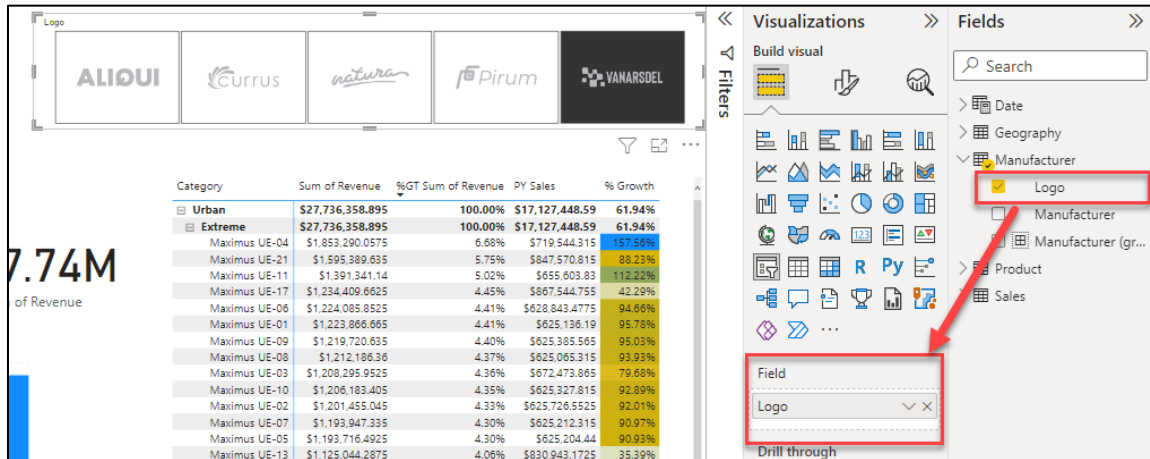 Logo
ALIQUI
Currus
natura
Pirum
VANARSDEL
Category Sum of Revenue %GT Sum of Revenue PY Sales % Growth
Urban $27,736,358.895 100.00% $17,127,448.59 61.94%
Extreme $27,736,358.895 100.00% $17,127,448.59 61.94%
Maximus UE-04 $1,853,290.0575 6.68% $719,544.315 157.56%
Maximus UE-21 $1,595,389.635 5.75% $847,570.815 88.23%
Maximus UE-11 $1,391,341.14 5.02% $655,603.83 112.22%
Maximus UE-17 $1,234,409.6625 4.45% $867,544.755 42.29%
Maximus UE-06 $1,224,085.8525 4.41% $628,843.4775 94.66%
Maximus UE-01 $1,223,866.665 4.41% $625,136.19 95.78%
Maximus UE-09 $1,219,720.635 4.40% $625,385.565 95.03%
Maximus UE-08 $1,212,186.36 4.37% $625,065.315 93.93%
Maximus UE-03 $1,208,295.9525 4.36% $672,473.865 79.68%
Maximus UE-10 $1,206,183.405 4.35% $625,327.815 92.89%
Maximus UE-02 $1,201,455.045 4.33% $625,726.5525 92.01%
Maximus UE-07 $1,193,947.335 4.30% $625,212.315 90.97%
Maximus UE-05 $1,193,716.4925 4.30% $625,204.44 90.93%
Maximus UE-13 $1,125,044.2875 4.06% $830,943.1725 35.39%
7.74M
of Revenue
Filters
Visualizations
Build visual
123
R
Py
Field
Logo
Drill through
Fields
Search
Date
Geography
Manufacturer
Logo
Manufacturer
Manufacturer (gr...
Product
Sales